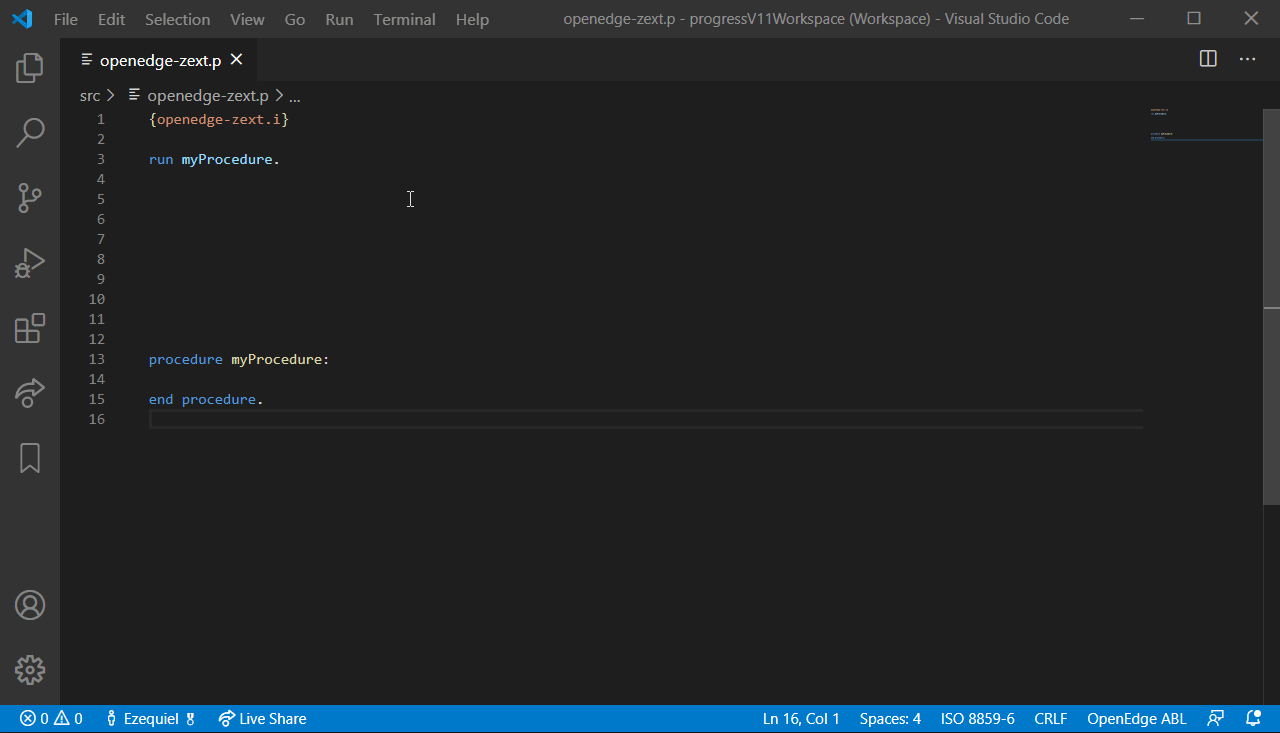 File Edit Selection View Go Run Terminal Help openedge-zext.p - progressV11Workspace (Workspace) - Visual Studio Code
openedge-zext.p
src > openedge-zext.p > ...
1 {openedge-zext.i}
2
3 run myProcedure.
4
5
6
7
8
9
10
11
12
13 procedure myProcedure:
14
15 end procedure.
16
0 0 Ezequiel Live Share Ln 16, Col 1 Spaces: 4 ISO 8859-6 CRLF OpenEdge ABL